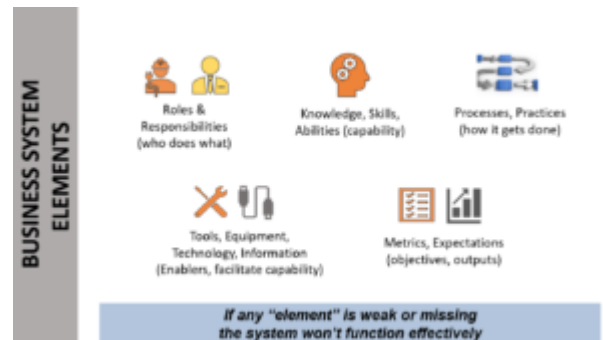 BUSINESS SYSTEM
ELEMENTS
Roles &
Responsibilities
(who does what)
Knowledge, Skills,
Abilities (capability)
Processes, Practices
(how it gets done)
Tools, Equipment,
Technology, Information
(Enablers, facilitate capability)
Metrics, Expectations
(objectives, outputs)
If any “element” is weak or missing
the system won't function effectively